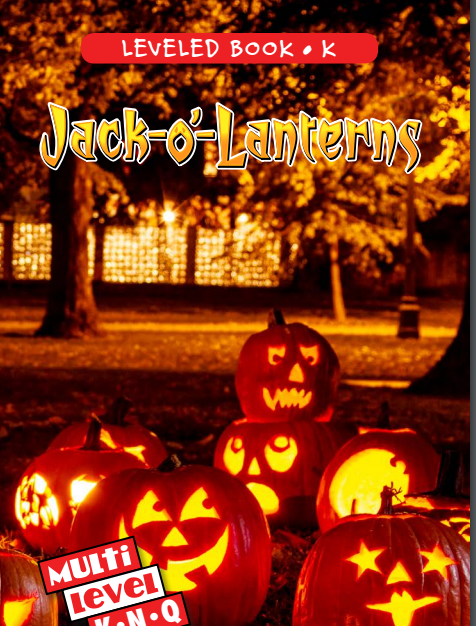 LEVELED BOOK • K
Jack-o'-Lanterns
MULTi
level
K•N•Q